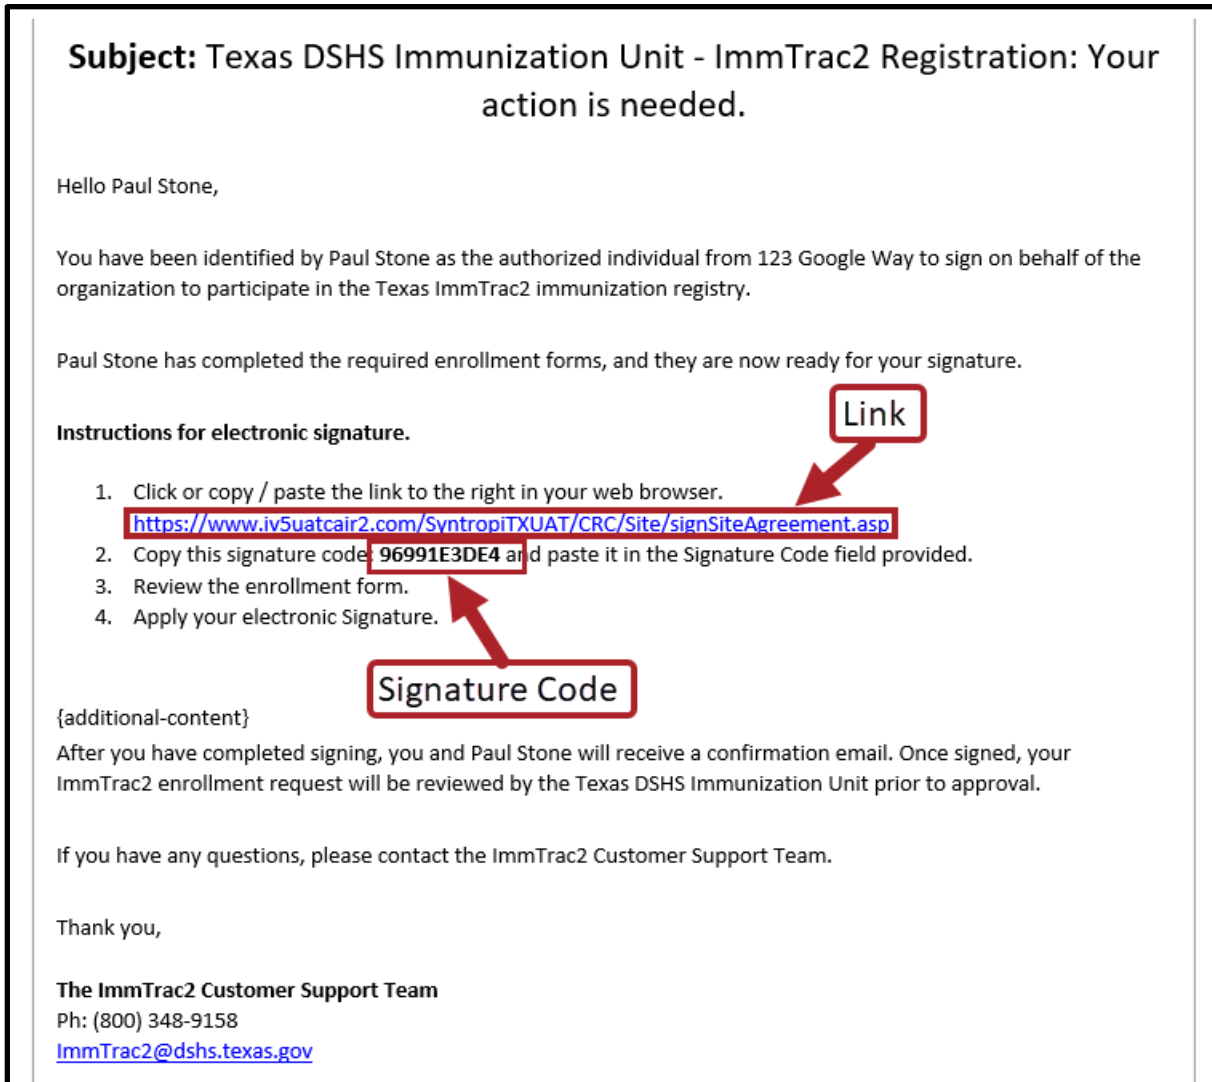 Subject: Texas DSHS Immunization Unit - ImmTrac2 Registration: Your
action is needed.
Hello Paul Stone,
You have been identified by Paul Stone as the authorized individual from 123 Google Way to sign on behalf of the
organization to participate in the Texas ImmTrac2 immunization registry.
Paul Stone has completed the required enrollment forms, and they are now ready for your signature.
Link
Instructions for electronic signature.
1. Click or copy / paste the link to the right in your web browser.
https://www.iv5uatcair2.com/SyntropiTXUAT/CRC/Site/signSiteAgreement.asp
2. Copy this signature code: 96991E3DE4 and paste it in the Signature Code field provided.
3. Review the enrollment form.
4. Apply your electronic Signature.
Signature Code
{additional-content}
After you have completed signing, you and Paul Stone will receive a confirmation email. Once signed, your
ImmTrac2 enrollment request will be reviewed by the Texas DSHS Immunization Unit prior to approval.
If you have any questions, please contact the ImmTrac2 Customer Support Team.
Thank you,
The ImmTrac2 Customer Support Team
Ph: (800) 348-9158
ImmTrac2@dshs.texas.gov